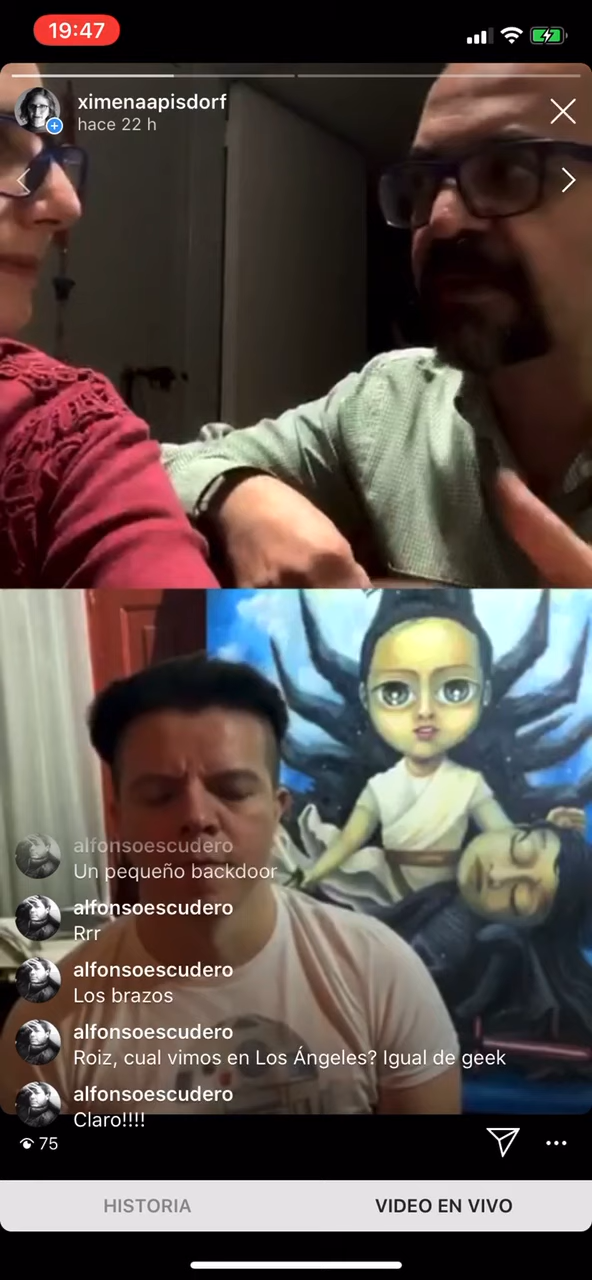 19:47
ximenaapisdorf
hace 22 h
alfonsoescudero
Un pequeño backdoor
alfonsoescudero
Rrr
alfonsoescudero
Los brazos
alfonsoescudero
Roiz, cual vimos en Los Ángeles? Igual de geek
alfonsoescudero
Claro!!!!
75
HISTORIA
VIDEO EN VIVO